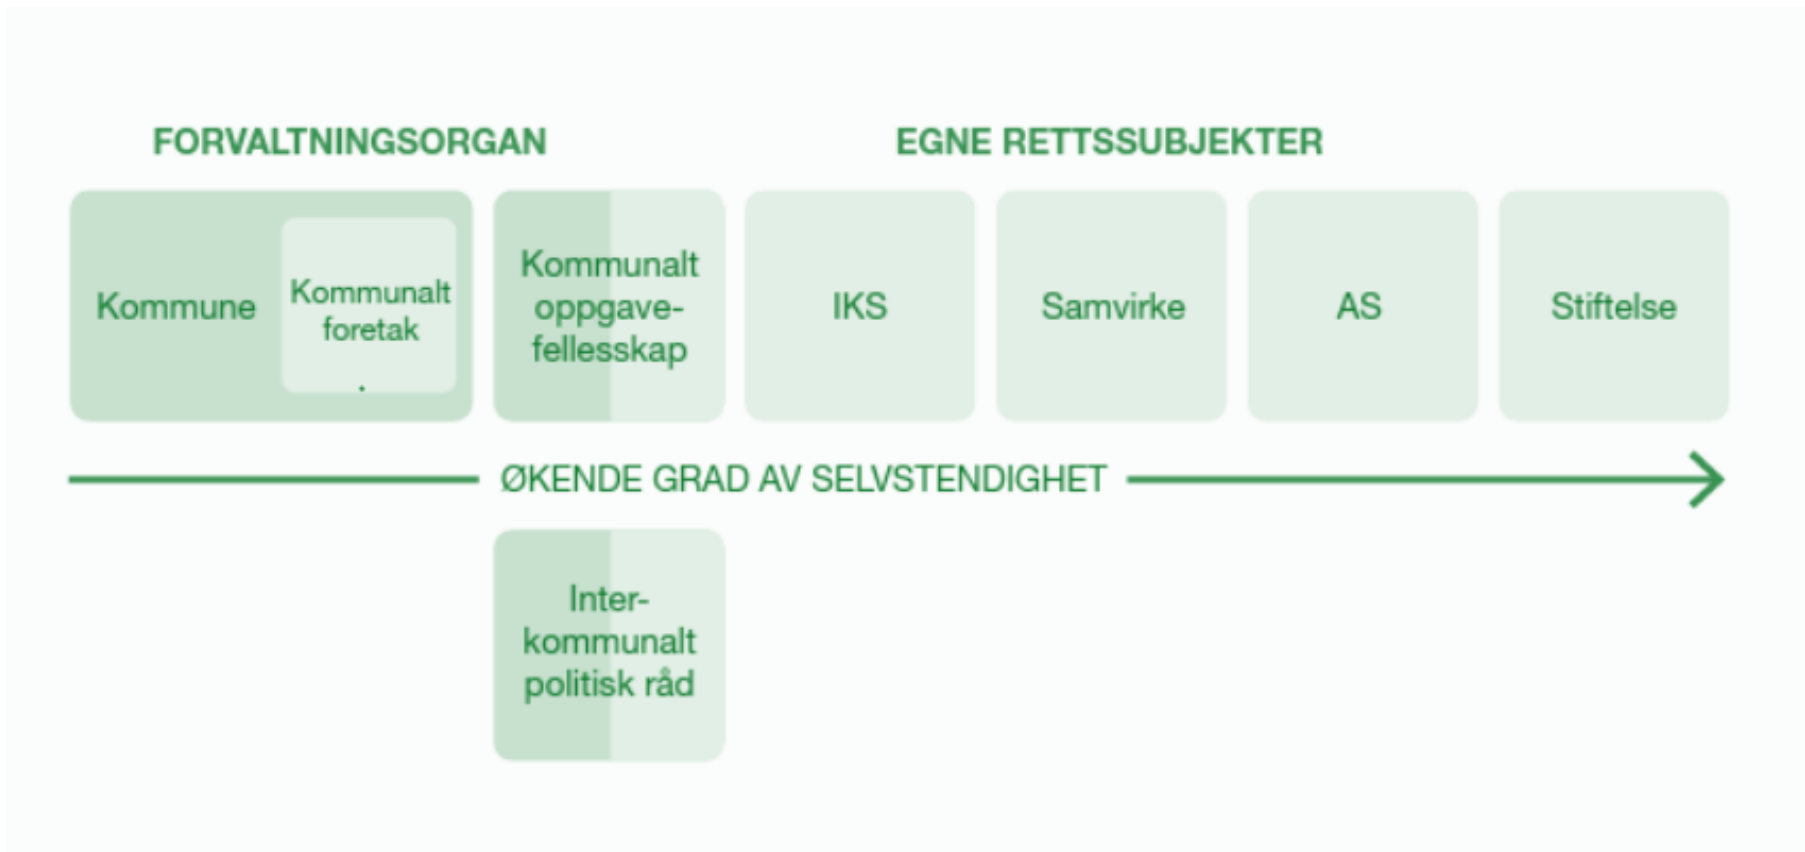 FORVALTNINGSORGAN
EGNE RETTSSUBJEKTER
Kommune
Kommunalt
foretak
.
Kommunalt
oppgave-
fellesskap
IKS
Samvirke
AS
Stiftelse
ØKENDE GRAD AV SELVSTENDIGHET
Inter-
kommunalt
politisk råd